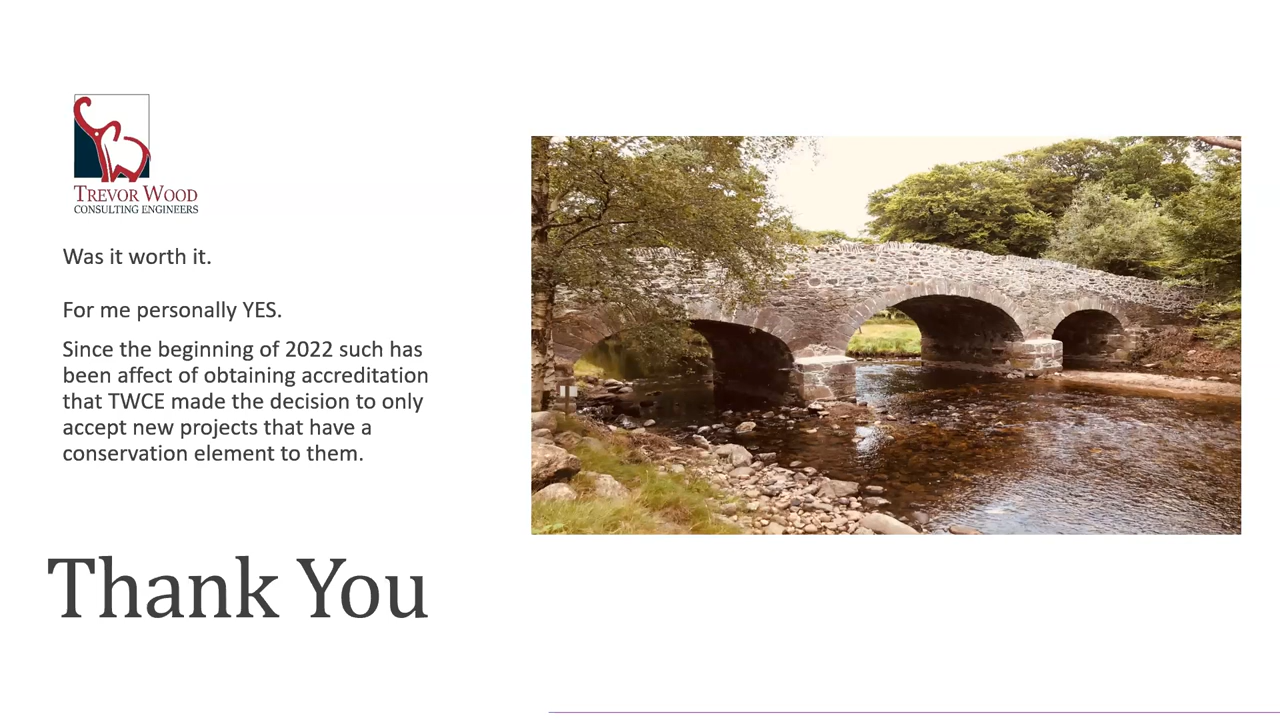 TREVOR WOOD
CONSULTING ENGINEERS
Was it worth it.
For me personally YES.
Since the beginning of 2022 such has
been affect of obtaining accreditation
that TWCE made the decision to only
accept new projects that have a
conservation element to them.
Thank You